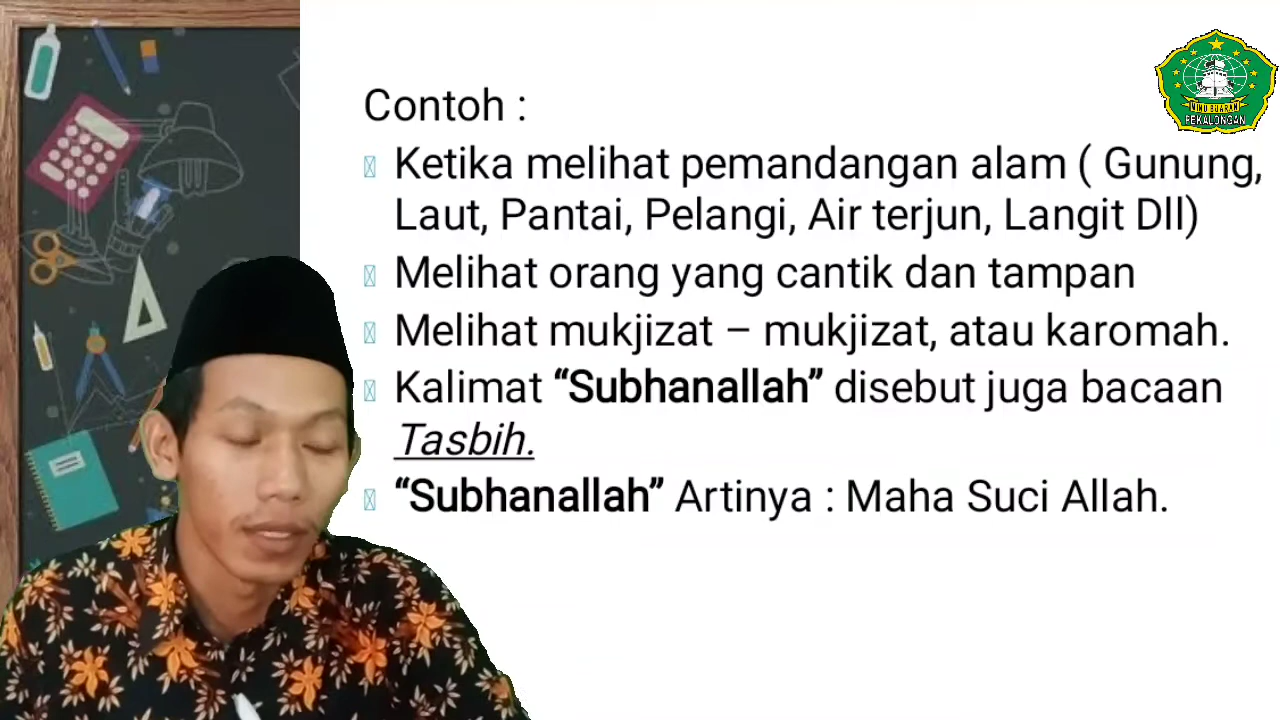 Contoh :
Ketika melihat pemandangan alam ( Gunung,
Laut, Pantai, Pelangi, Air terjun, Langit Dll)
Melihat orang yang cantik dan tampan
Melihat mukjizat – mukjizat, atau karomah.
Kalimat “Subhanallah” disebut juga bacaan
Tasbih.
“Subhanallah” Artinya : Maha Suci Allah.
PEKALONGAN